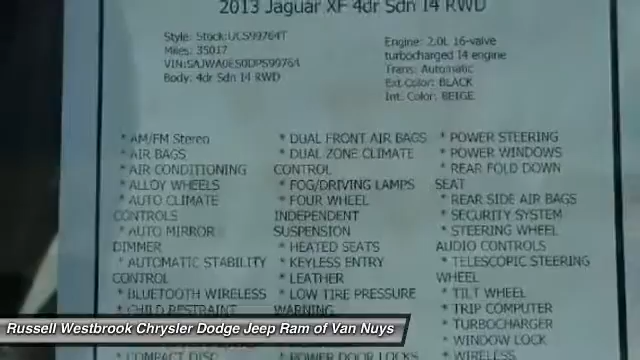 2013 Jaguar XF 4dr Sdn I4 RWD
Style: Stock:UCS99764T
Miles: 35017
VIN:SAJWA0ES0DPS99764
Body: 4dr Sdn I4 RWD
Engine: 2.0L 16-valve
turbocharged I4 engine
Trans: Automatic
Ext Color: BLACK
Int. Color: BEIGE
* AM/FM Stereo
* AIR BAGS
* AIR CONDITIONING
* ALLOY WHEELS
* AUTO CLIMATE
CONTROLS
* AUTO MIRROR
DIMMER
* AUTOMATIC STABILITY
CONTROL
* BLUETOOTH WIRELESS
* CHILD RESTRAINT
* COMPACT DISC
* DUAL FRONT AIR BAGS
* DUAL ZONE CLIMATE
CONTROL
* FOG/DRIVING LAMPS
* FOUR WHEEL
INDEPENDENT
SUSPENSION
* HEATED SEATS
* KEYLESS ENTRY
* LEATHER
* LOW TIRE PRESSURE
WARNING
* POWER DOOR LOCKS
* POWER STEERING
* POWER WINDOWS
* REAR FOLD DOWN
SEAT
* REAR SIDE AIR BAGS
* SECURITY SYSTEM
* STEERING WHEEL
AUDIO CONTROLS
* TELESCOPIC STEERING
WHEEL
* TILT WHEEL
* TRIP COMPUTER
* TURBOCHARGER
* WINDOW LOCK
* WIRELESS
Russell Westbrook Chrysler Dodge Jeep Ram of Van Nuys